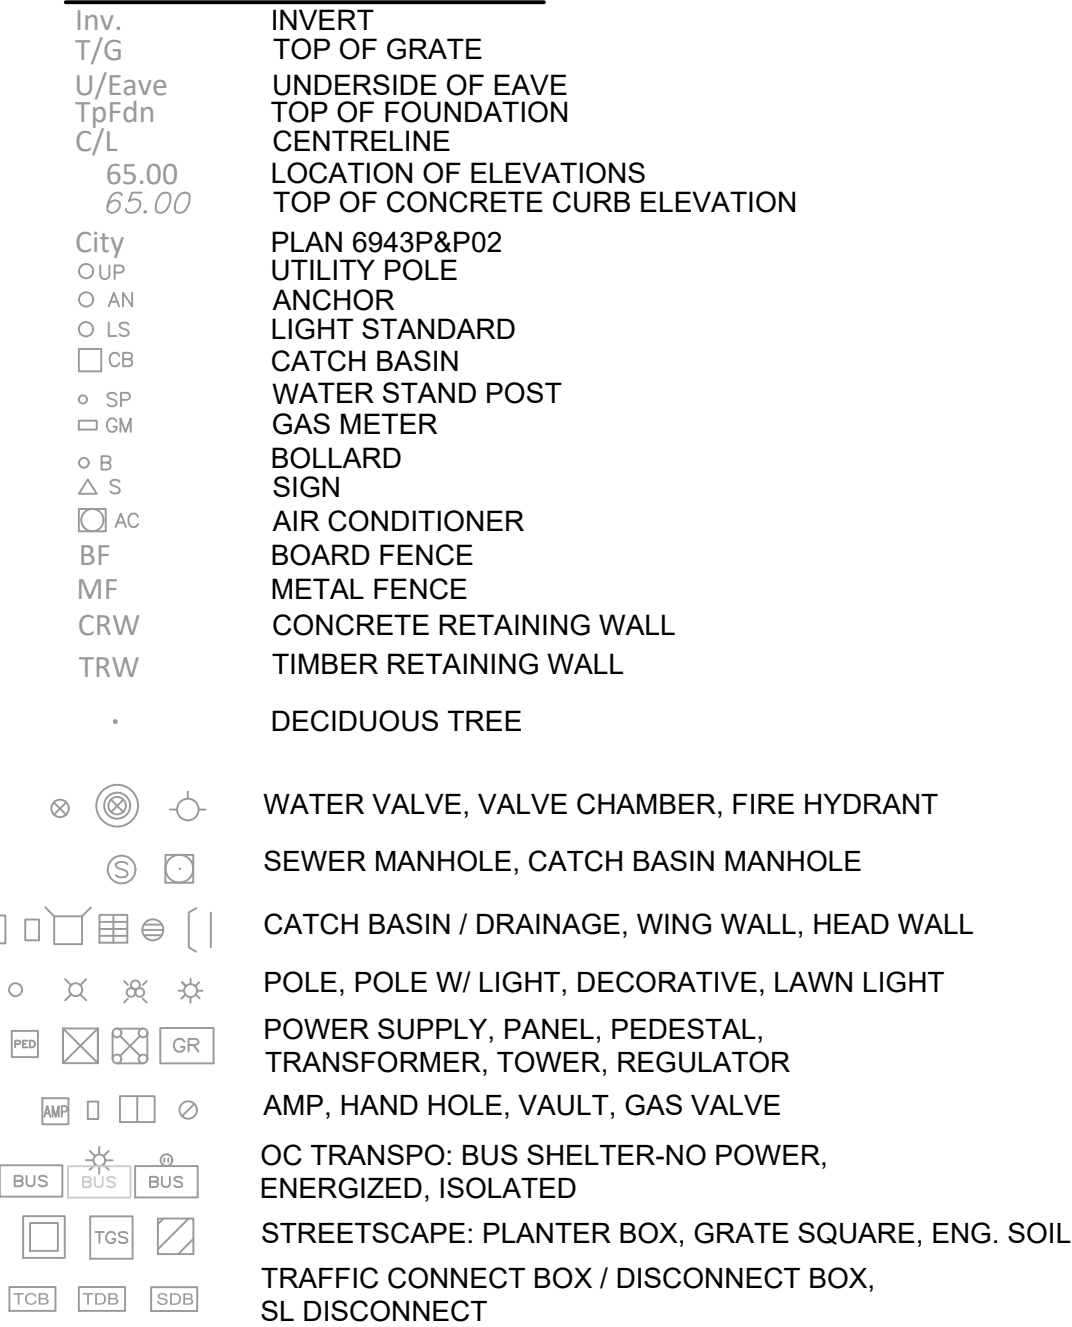 Inv. INVERT
T/G TOP OF GRATE
U/Eave UNDERSIDE OF EAVE
TpFdn TOP OF FOUNDATION
C/L CENTRELINE
65.00 LOCATION OF ELEVATIONS
65.00 TOP OF CONCRETE CURB ELEVATION
City PLAN 6943P&P02
UP UTILITY POLE
AN ANCHOR
LS LIGHT STANDARD
CB CATCH BASIN
SP WATER STAND POST
GM GAS METER
B BOLLARD
S SIGN
AC AIR CONDITIONER
BF BOARD FENCE
MF METAL FENCE
CRW CONCRETE RETAINING WALL
TRW TIMBER RETAINING WALL
DECIDUOUS TREE
WATER VALVE, VALVE CHAMBER, FIRE HYDRANT
S SEWER MANHOLE, CATCH BASIN MANHOLE
CATCH BASIN / DRAINAGE, WING WALL, HEAD WALL
POLE, POLE W/ LIGHT, DECORATIVE, LAWN LIGHT
PED GR POWER SUPPLY, PANEL, PEDESTAL,
TRANSFORMER, TOWER, REGULATOR
AMP AMP, HAND HOLE, VAULT, GAS VALVE
OC TRANSPO: BUS SHELTER-NO POWER,
BUS BUS BUS ENERGIZED, ISOLATED
TGS STREETSCAPE: PLANTER BOX, GRATE SQUARE, ENG. SOIL
TCB TDB SDB TRAFFIC CONNECT BOX / DISCONNECT BOX,
SL DISCONNECT